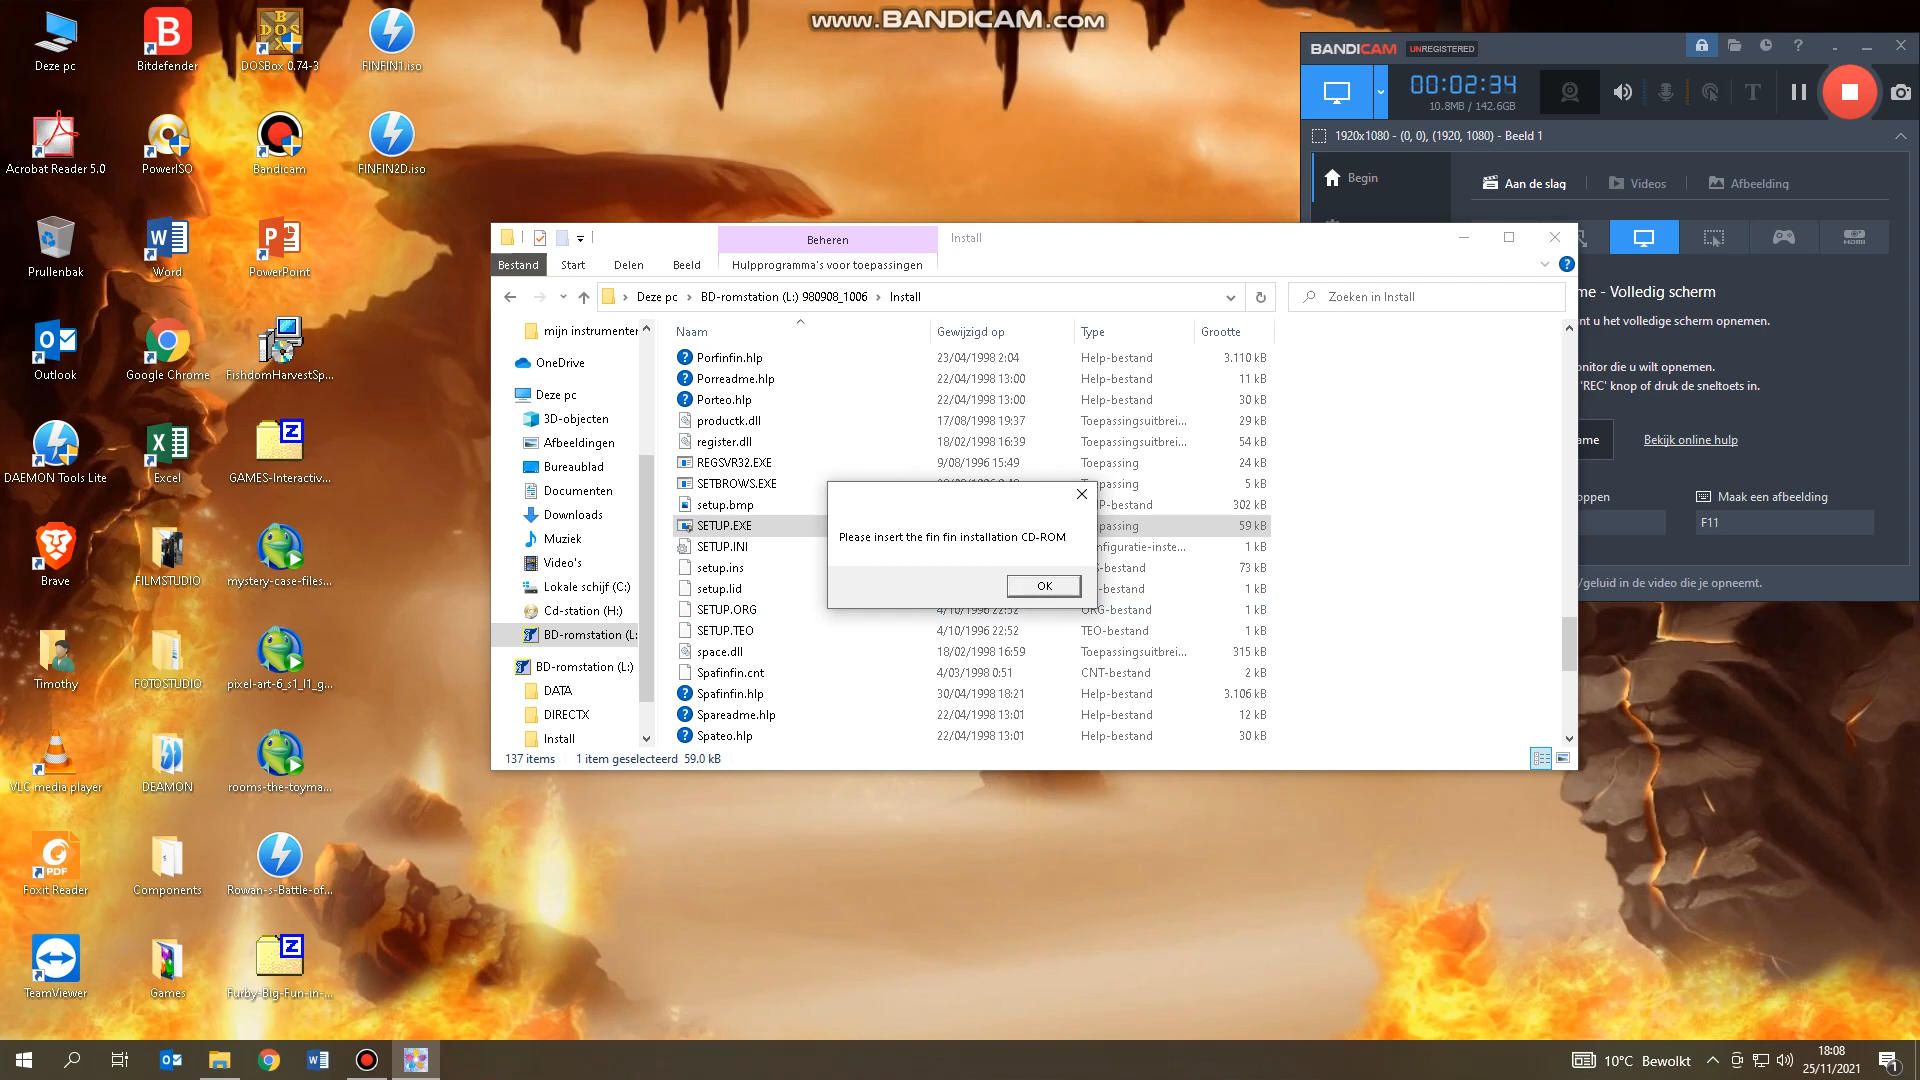 www.BANDICAM.com
Deze pc
Bitdefender
DOSBox 0.74-3
FINFIN1.iso
Acrobat Reader 5.0
PowerISO
Bandicam
FINFIN2D.iso
Prullenbak
Word
PowerPoint
Outlook
Google Chrome
FishdomHarvestSp...
DAEMON Tools Lite
Excel
GAMES-Interactiv...
Brave
FILMSTUDIO
mystery-case-files...
Timothy
FOTOSTUDIO
pixel-art-6_s1_l1_g...
VLC media player
DEAMON
rooms-the-toyma...
Foxit Reader
Components
Rowan-s-Battle-of...
TeamViewer
Games
Furby-Big-Fun-in-...
BANDICAM UNREGISTERED
00:02:34
10.8MB / 142.6GB
1920x1080 - (0, 0), (1920, 1080) - Beeld 1
Begin
Aan de slag
Videos
Afbeelding
me - Volledig scherm
nt u het volledige scherm opnemen.
onitor die u wilt opnemen.
'REC' knop of druk de sneltoets in.
ame
Bekijk online hulp
oppen
Maak een afbeelding
F11
/geluid in de video die je opneemt.
Beheren
Install
Bestand
Start
Delen
Beeld
Hulpprogramma's voor toepassingen
Deze pc > BD-romstation (L:) 980908_1006 > Install
Zoeken in Install
mijn instrumenten
OneDrive
Deze pc
3D-objecten
Afbeeldingen
Bureaublad
Documenten
Downloads
Muziek
Video's
Lokale schijf (C:)
Cd-station (H:)
BD-romstation (L:
BD-romstation (L:)
DATA
DIRECTX
Install
Naam Gewijzigd op Type Grootte
Porfinfin.hlp 23/04/1998 2:04 Help-bestand 3.110 kB
Porreadme.hlp 22/04/1998 13:00 Help-bestand 11 kB
Porteo.hlp 22/04/1998 13:00 Help-bestand 30 kB
productk.dll 17/08/1998 19:37 Toepassingsuitbrei... 29 kB
register.dll 18/02/1998 16:39 Toepassingsuitbrei... 54 kB
REGSVR32.EXE 9/08/1996 15:49 Toepassing 24 kB
SETBROWS.EXE passing 5 kB
setup.bmp P-bestand 302 kB
SETUP.EXE passing 59 kB
SETUP.INI nfiguratie-inste... 1 kB
setup.ins S-bestand 73 kB
setup.lid -bestand 1 kB
SETUP.ORG 4/10/1996 22:52 ORG-bestand 1 kB
SETUP.TEO 4/10/1996 22:52 TEO-bestand 1 kB
space.dll 18/02/1998 16:59 Toepassingsuitbrei... 315 kB
Spafinfin.cnt 4/03/1998 0:51 CNT-bestand 2 kB
Spafinfin.hlp 30/04/1998 18:21 Help-bestand 3.106 kB
Spareadme.hlp 22/04/1998 13:01 Help-bestand 12 kB
Spateo.hlp 22/04/1998 13:01 Help-bestand 30 kB
137 items 1 item geselecteerd 59.0 kB
Please insert the fin fin installation CD-ROM
OK
10°C Bewolkt
18:08
25/11/2021
1